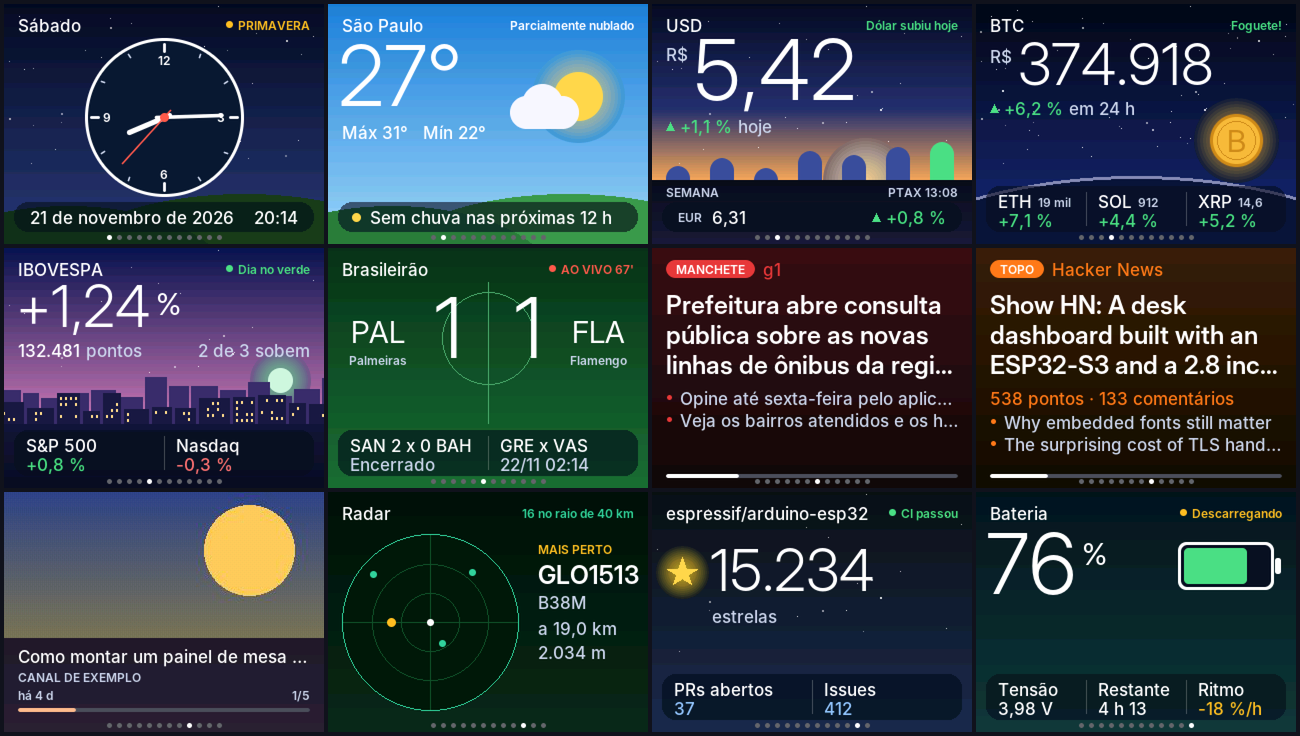 Sábado
PRIMAVERA
12
9
3
6
21 de novembro de 2026 20:14
São Paulo
Parcialmente nublado
27°
Máx 31° Mín 22°
Sem chuva nas próximas 12 h
USD
Dólar subiu hoje
R$ 5,42
+1,1 % hoje
SEMANA
PTAX 13:08
EUR 6,31
+0,8 %
BTC
Foguete!
R$ 374.918
+6,2 % em 24 h
B
ETH 19 mil
+7,1 %
SOL 912
+4,4 %
XRP 14,6
+5,2 %
IBOVESPA
Dia no verde
+1,24 %
132.481 pontos
2 de 3 sobem
S&P 500
+0,8 %
Nasdaq
-0,3 %
Brasileirão
AO VIVO 67'
PAL
Palmeiras
1 1
FLA
Flamengo
SAN 2 x 0 BAH
Encerrado
GRE x VAS
22/11 02:14
MANCHETE g1
Prefeitura abre consulta
pública sobre as novas
linhas de ônibus da regi...
Opine até sexta-feira pelo aplic...
Veja os bairros atendidos e os h...
TOPO Hacker News
Show HN: A desk
dashboard built with an
ESP32-S3 and a 2.8 inc...
538 pontos · 133 comentários
Why embedded fonts still matter
The surprising cost of TLS hand...
Como montar um painel de mesa ...
CANAL DE EXEMPLO
há 4 d
1/5
Radar
16 no raio de 40 km
MAIS PERTO
GLO1513
B38M
a 19,0 km
2.034 m
espressif/arduino-esp32
CI passou
15.234
estrelas
PRs abertos
37
Issues
412
Bateria
Descarregando
76 %
Tensão
3,98 V
Restante
4 h 13
Ritmo
-18 %/h